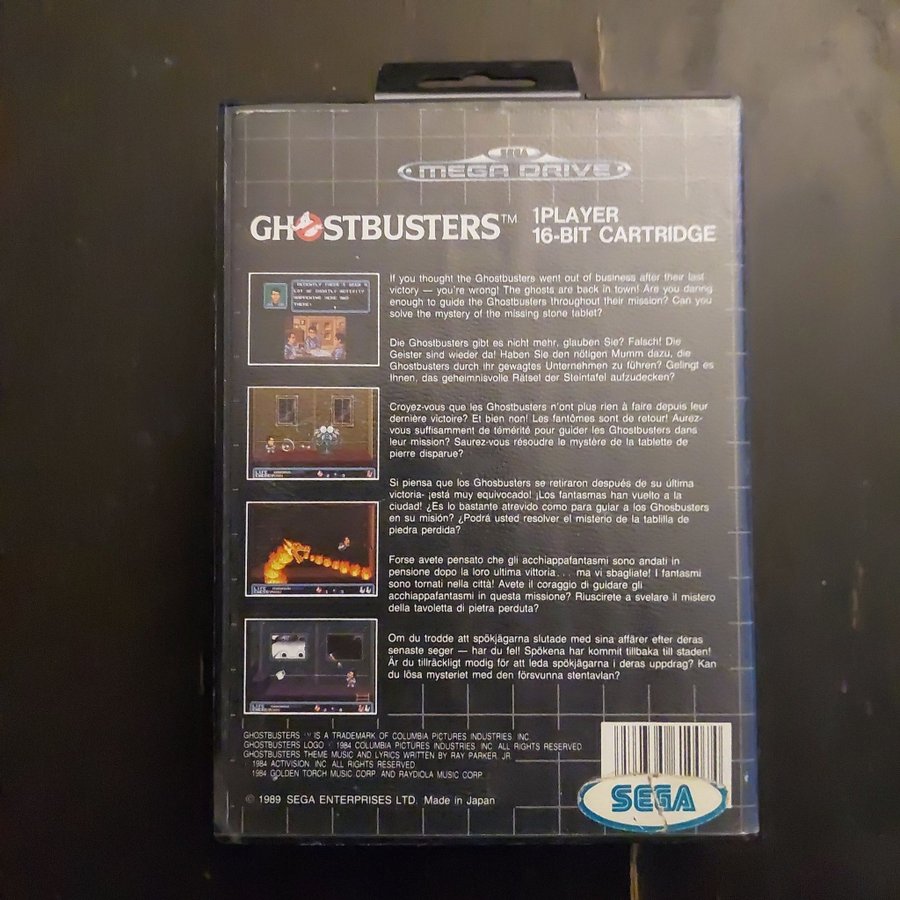 SEGA
MEGA DRIVE
GHOSTBUSTERS™
1PLAYER
16-BIT CARTRIDGE
RECENTLY THERE'S BEEN A
LOT OF GHOSTLY ACTIVITY
HAPPENING HERE AND
THERE!
If you thought the Ghostbusters went out of business after their last
victory — you're wrong! The ghosts are back in town! Are you daring
enough to guide the Ghostbusters throughout their mission? Can you
solve the mystery of the missing stone tablet?
Die Ghostbusters gibt es nicht mehr, glauben Sie? Falsch! Die
Geister sind wieder da! Haben Sie den nötigen Mumm dazu, die
Ghostbusters durch ihr gewagtes Unternehmen zu führen? Gelingt es
Ihnen, das geheimnisvolle Rätsel der Steintafel aufzudecken?
Croyez-vous que les Ghostbusters n'ont plus rien à faire depuis leur
dernière victoire? Et bien non! Les fantômes sont de retour! Aurez-
vous suffisamment de témérité pour guider les Ghostbusters dans
leur mission? Saurez-vous résoudre le mystère de la tablette de
pierre disparue?
Si piensa que los Ghosbusters se retiraron después de su última
victoria- ¡está muy equivocado! ¡Los fantasmas han vuelto a la
ciudad! ¿Es lo bastante atrevido como para guiar a los Ghosbusters
en su misión? ¿Podrá usted resolver el misterio de la tablilla de
piedra perdida?
Forse avete pensato che gli acchiappafantasmi sono andati in
pensione dopo la loro ultima vittoria... ma vi sbagliate! I fantasmi
sono tornati nella città! Avete il coraggio di guidare gli
acchiappafantasmi in questa missione? Riuscirete a svelare il mistero
della tavoletta di pietra perduta?
Om du trodde att spökjägarna slutade med sina affärer efter deras
senaste seger — har du fel! Spökena har kommit tillbaka till staden!
Är du tillräckligt modig för att leda spökjägarna i deras uppdrag? Kan
du lösa mysteriet med den försvunna stentavlan?
GHOSTBUSTERS ™ IS A TRADEMARK OF COLUMBIA PICTURES INDUSTRIES. INC.
GHOSTBUSTERS LOGO 1984 COLUMBIA PICTURES INDUSTRIES INC. ALL RIGHTS RESERVED
GHOSTBUSTERS THEME MUSIC AND LYRICS WRITTEN BY RAY PARKER. JR
1984 ACTIVISION INC. ALL RIGHTS RESERVED.
1984 GOLDEN TORCH MUSIC CORP. AND RAYDIOLA MUSIC CORP.
© 1989 SEGA ENTERPRISES LTD. Made in Japan
SEGA